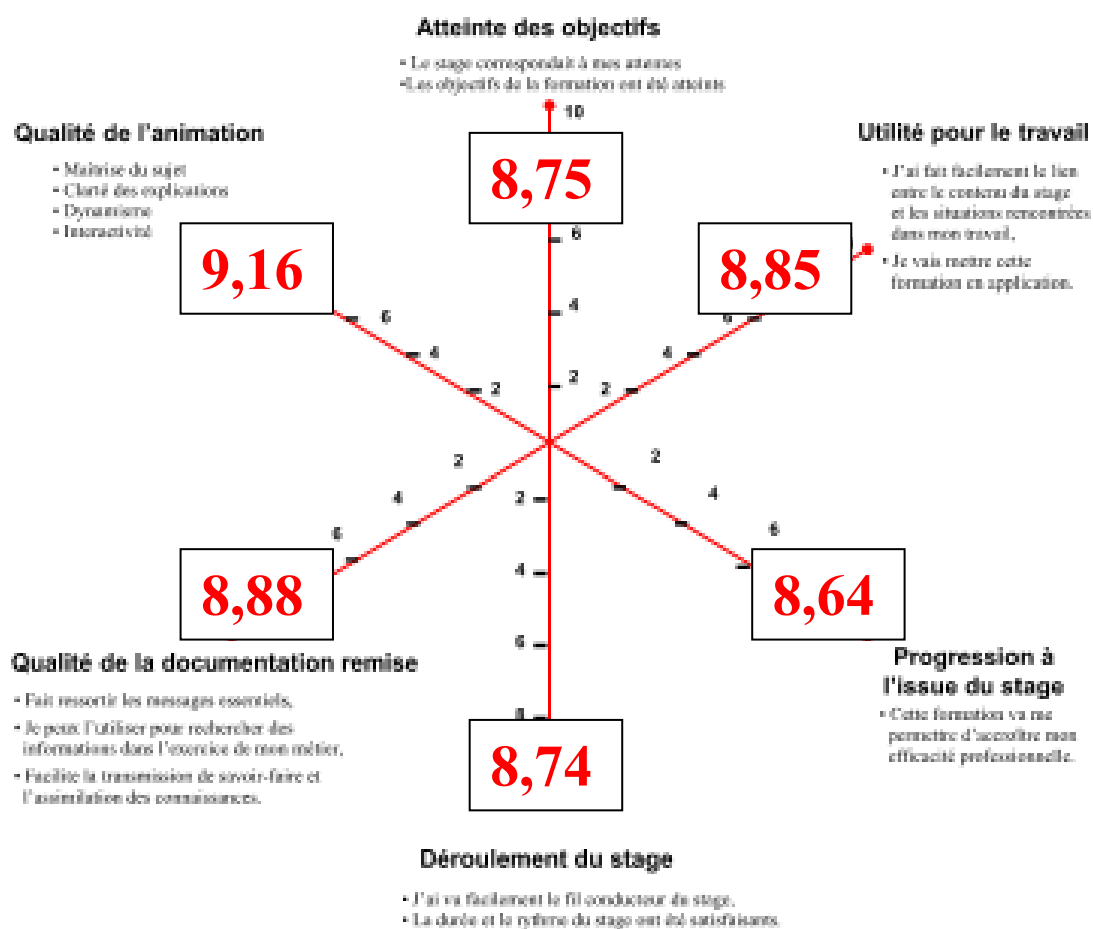 Atteinte des objectifs
• Le stage correspondait à mes attentes
•Les objectifs de la formation ont été atteints
10
8,75
6
4
2
Qualité de l'animation
• Maîtrise du sujet
• Clarté des explications
• Dynamisme
• Interactivité
9,16
6
4
2
Utilité pour le travail
• J'ai fait facilement le lien
entre le contenu du stage
et les situations rencontrées
dans mon travail.
• Je vais mettre cette
formation en application.
8,85
6
4
2
2
4
6
8,88
Qualité de la documentation remise
• Fait ressortir les messages essentiels,
• Je peux l'utiliser pour rechercher des
informations dans l'exercice de mon métier,
• Facilite la transmission de savoir-faire et
l'assimilation des connaissances.
2
4
6
8
8,74
Déroulement du stage
• J'ai vu facilement le fil conducteur du stage,
• La durée et le rythme du stage ont été satisfaisants
2
4
6
8,64
Progression à
l'issue du stage
• Cette formation va me
permettre d'accroître mon
efficacité professionnelle.